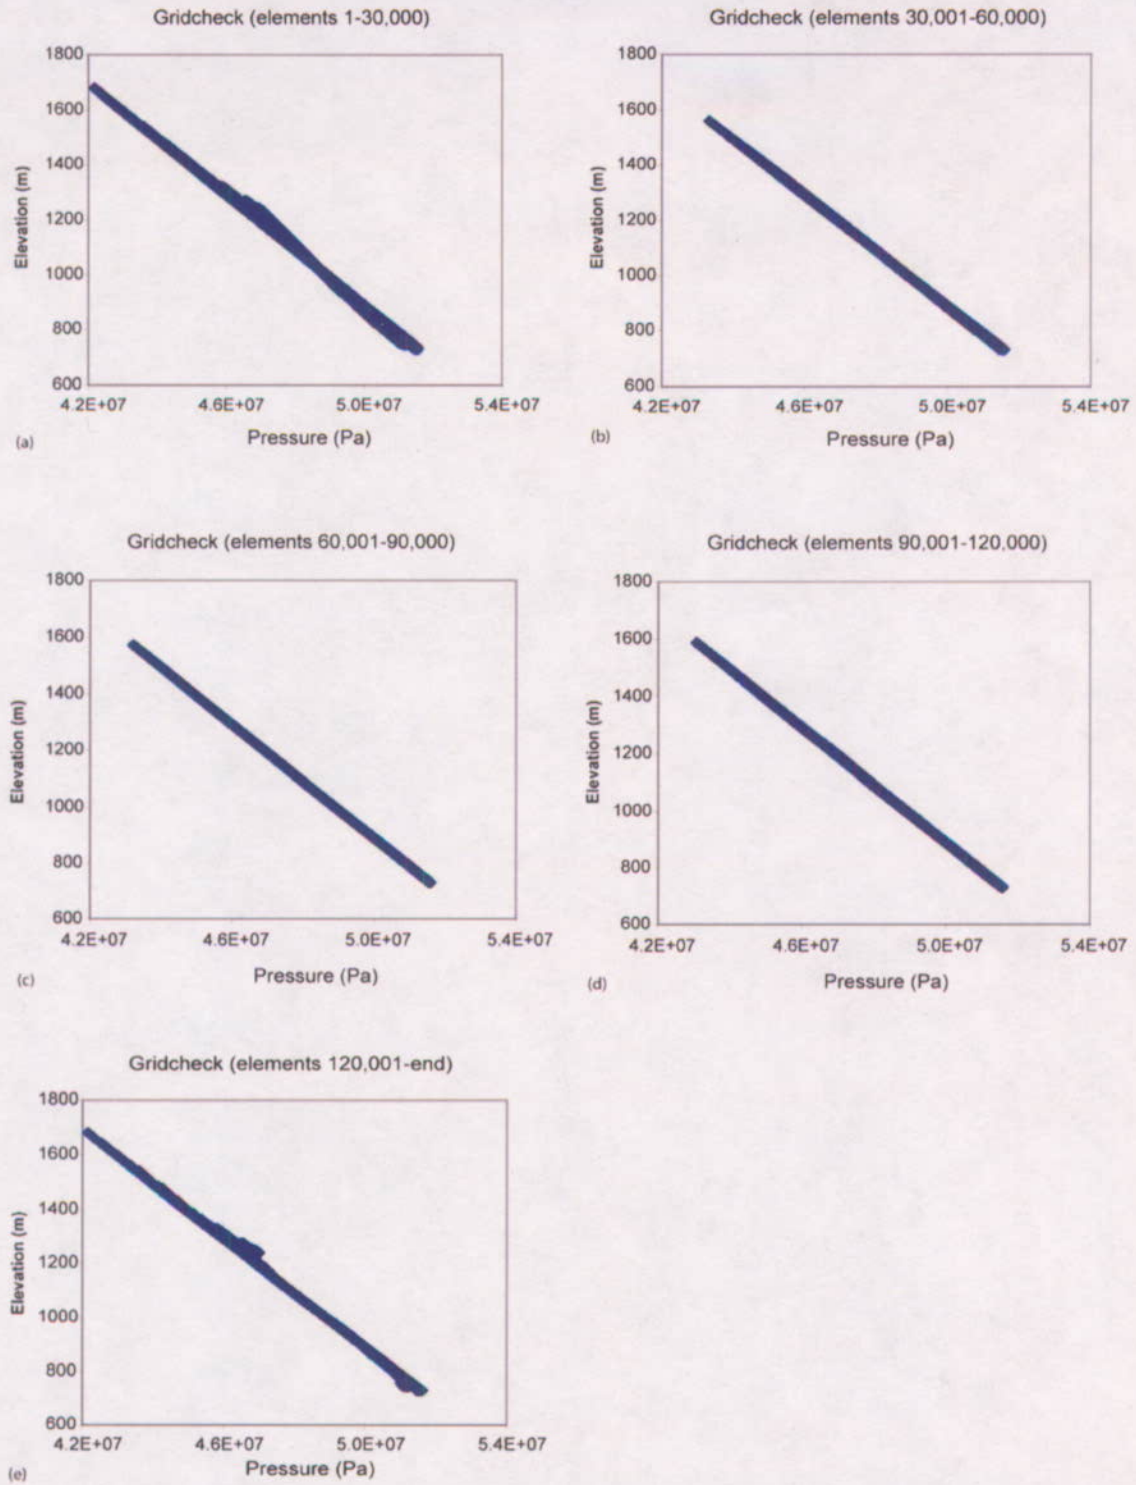 Gridcheck (elements 1-30,000)
1800
1600
1400
1200
1000
800
600
Elevation (m)
4.2E+07 4.6E+07 5.0E+07 5.4E+07
Pressure (Pa)
(a)
Gridcheck (elements 30,001-60,000)
1800
1600
1400
1200
1000
800
600
Elevation (m)
4.2E+07 4.6E+07 5.0E+07 5.4E+07
Pressure (Pa)
(b)
Gridcheck (elements 60,001-90,000)
1800
1600
1400
1200
1000
800
600
Elevation (m)
4.2E+07 4.6E+07 5.0E+07 5.4E+07
Pressure (Pa)
(c)
Gridcheck (elements 90,001-120,000)
1800
1600
1400
1200
1000
800
600
Elevation (m)
4.2E+07 4.6E+07 5.0E+07 5.4E+07
Pressure (Pa)
(d)
Gridcheck (elements 120,001-end)
1800
1600
1400
1200
1000
800
600
Elevation (m)
4.2E+07 4.6E+07 5.0E+07 5.4E+07
Pressure (Pa)
(e)